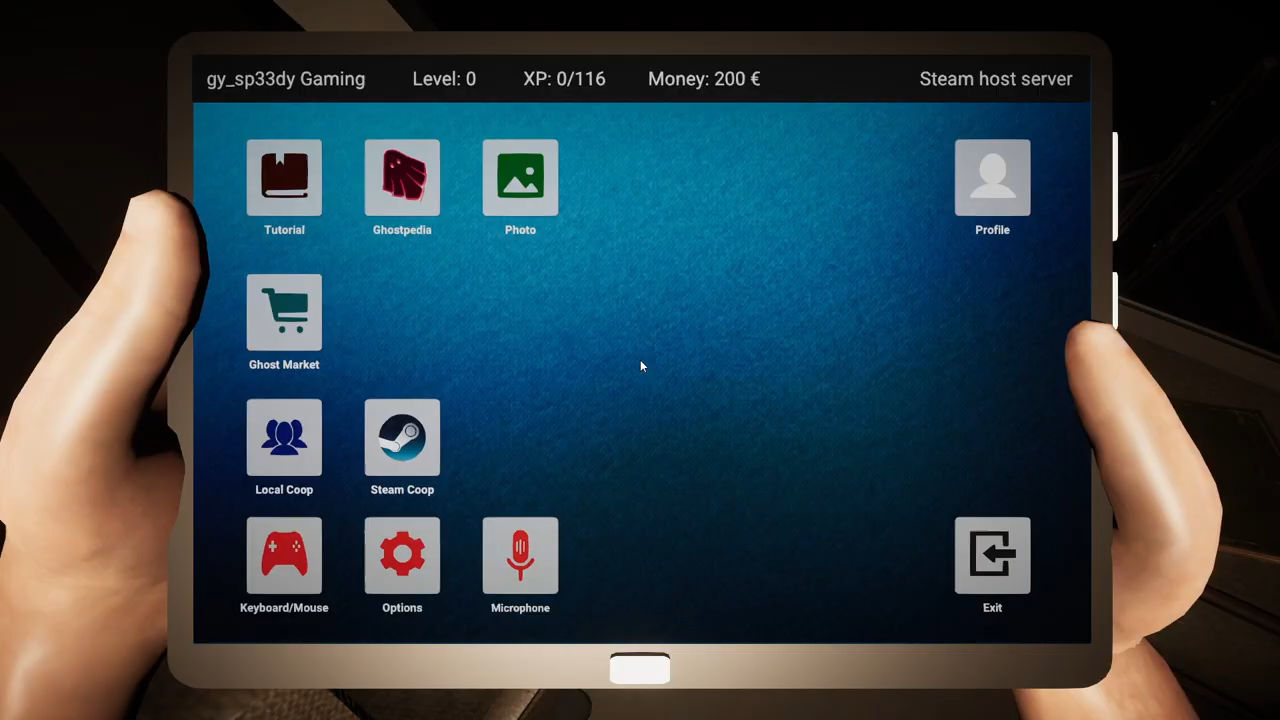 gy_sp33dy Gaming Level: 0 XP: 0/116 Money: 200 € Steam host server
Tutorial Ghostpedia Photo Profile
Ghost Market
Local Coop Steam Coop
Keyboard/Mouse Options Microphone Exit